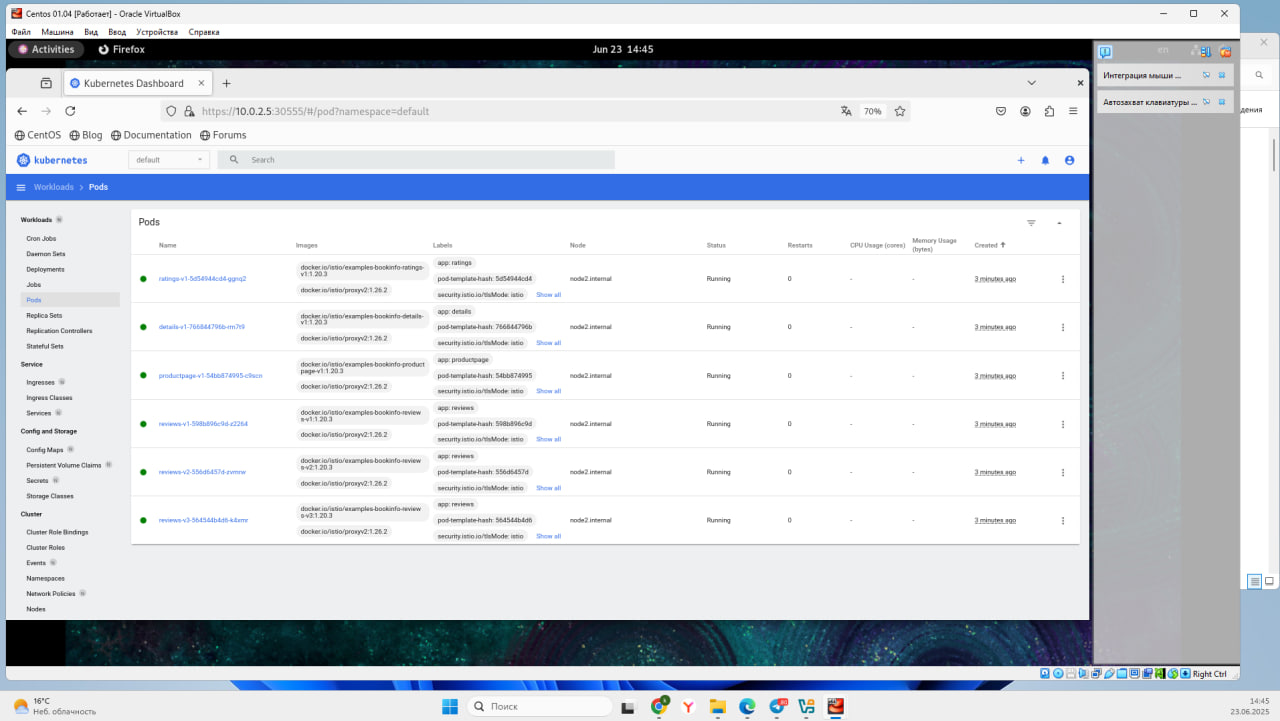 Centos 01.04 [Работает] - Oracle VirtualBox
Файл Машина Вид Ввод Устройства Справка
Activities Firefox Jun 23 14:45 en
Интеграция мыши ...
Автозахват клавиатуры ...
дения
Kubernetes Dashboard
https://10.0.2.5:30555/#/pod?namespace=default 70%
CentOS Blog Documentation Forums
kubernetes default Search
Workloads > Pods
Workloads N
Cron Jobs
Daemon Sets
Deployments
Jobs
Pods
Replica Sets
Replication Controllers
Stateful Sets
Service
Ingresses N
Ingress Classes
Services N
Config and Storage
Config Maps N
Persistent Volume Claims N
Secrets N
Storage Classes
Cluster
Cluster Role Bindings
Cluster Roles
Events N
Namespaces
Network Policies N
Nodes
Pods
Name Images Labels Node Status Restarts CPU Usage (cores) Memory Usage (bytes) Created
docker.io/istio/examples-bookinfo-ratings-v1:1.20.3 app: ratings
ratings-v1-5d54944cd4-ggnq2 pod-template-hash: 5d54944cd4 node2.internal Running 0 - - 3 minutes ago
docker.io/istio/proxyv2:1.26.2 security.istio.io/tlsMode: istio Show all
docker.io/istio/examples-bookinfo-details-v1:1.20.3 app: details
details-v1-766844796b-rm7t9 pod-template-hash: 766844796b node2.internal Running 0 - - 3 minutes ago
docker.io/istio/proxyv2:1.26.2 security.istio.io/tlsMode: istio Show all
docker.io/istio/examples-bookinfo-productpage-v1:1.20.3 app: productpage
productpage-v1-54bb874995-c9scn pod-template-hash: 54bb874995 node2.internal Running 0 - - 3 minutes ago
docker.io/istio/proxyv2:1.26.2 security.istio.io/tlsMode: istio Show all
docker.io/istio/examples-bookinfo-reviews-v1:1.20.3 app: reviews
reviews-v1-598b896c9d-z2264 pod-template-hash: 598b896c9d node2.internal Running 0 - - 3 minutes ago
docker.io/istio/proxyv2:1.26.2 security.istio.io/tlsMode: istio Show all
docker.io/istio/examples-bookinfo-reviews-v2:1.20.3 app: reviews
reviews-v2-556d6457d-zvmrw pod-template-hash: 556d6457d node2.internal Running 0 - - 3 minutes ago
docker.io/istio/proxyv2:1.26.2 security.istio.io/tlsMode: istio Show all
docker.io/istio/examples-bookinfo-reviews-v3:1.20.3 app: reviews
reviews-v3-564544b4d6-k4xmr pod-template-hash: 564544b4d6 node2.internal Running 0 - - 3 minutes ago
docker.io/istio/proxyv2:1.26.2 security.istio.io/tlsMode: istio Show all
Right Ctrl
16°C
Неб. облачность
Поиск
14:45
23.06.2025